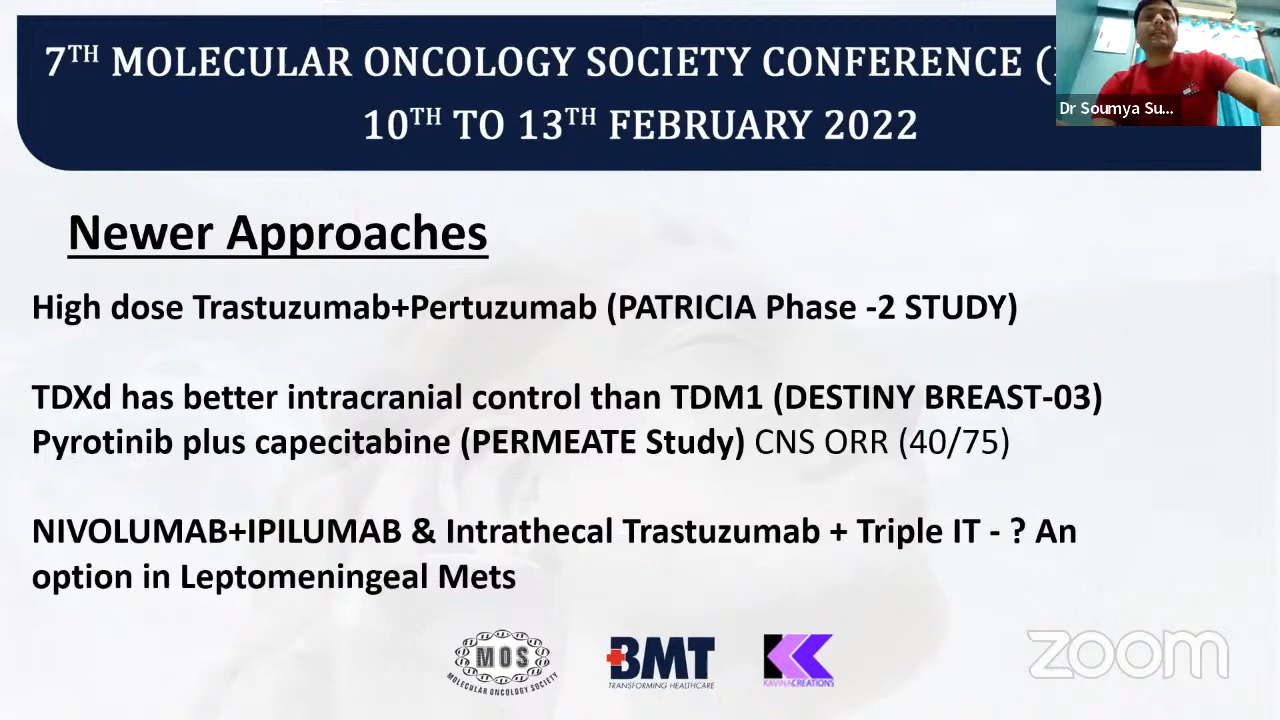 7TH MOLECULAR ONCOLOGY SOCIETY CONFERENCE (
10TH TO 13TH FEBRUARY 2022
Dr Soumya Su...
Newer Approaches
High dose Trastuzumab+Pertuzumab (PATRICIA Phase -2 STUDY)
TDXd has better intracranial control than TDM1 (DESTINY BREAST-03)
Pyrotinib plus capecitabine (PERMEATE Study) CNS ORR (40/75)
NIVOLUMAB+IPILUMAB & Intrathecal Trastuzumab + Triple IT - ? An
option in Leptomeningeal Mets
MOS
MOLECULAR ONCOLOGY SOCIETY
BMT
TRANSFORMING HEALTHCARE
KAVINA CREATIONS
zoom